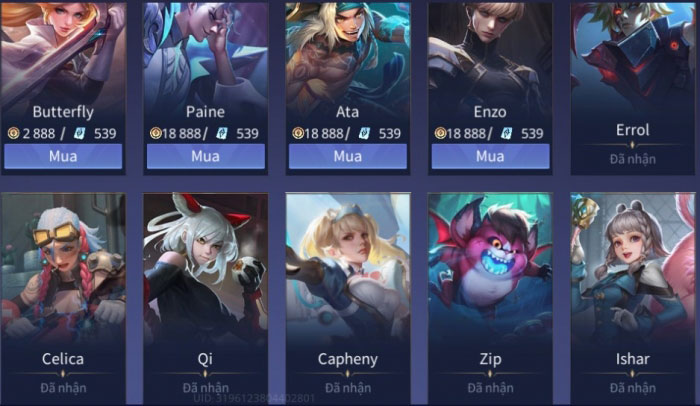 Butterfly Paine Ata Enzo Errol
2 888 / 539 18 888 / 539 18 888 / 539 18 888 / 539 Đã nhận
Mua Mua Mua Mua
Celica Qi Capheny Zip Ishar
Đã nhận Đã nhận Đã nhận Đã nhận Đã nhận
UID: 3196123804402801